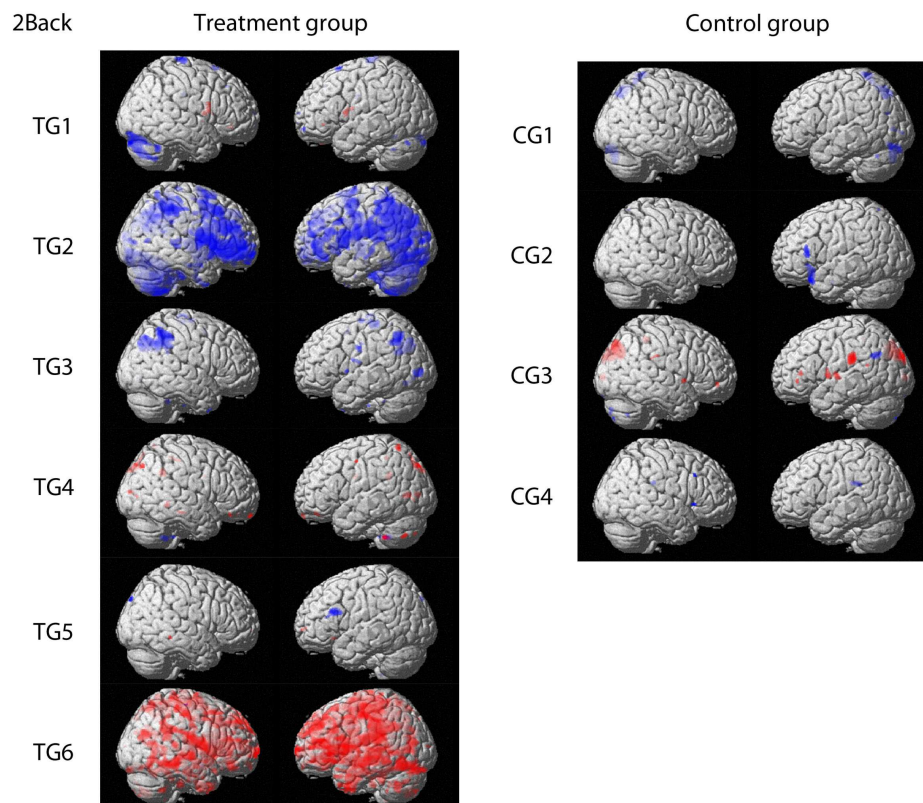 2Back
Treatment group
Control group
TG1
TG2
TG3
TG4
TG5
TG6
CG1
CG2
CG3
CG4